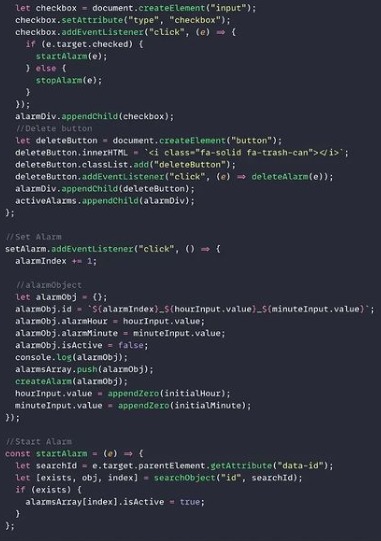 let checkbox = document.createElement("input");
checkbox.setAttribute("type", "checkbox");
checkbox.addEventListener("click", (e) ⇒ {
if (e.target.checked) {
startAlarm(e);
} else {
stopAlarm(e);
}
});
alarmDiv.appendChild(checkbox);
//Delete button
let deleteButton = document.createElement("button");
deleteButton.innerHTML = `<i class="fa-solid fa-trash-can"></i>`;
deleteButton.classList.add("deleteButton");
deleteButton.addEventListener("click", (e) ⇒ deleteAlarm(e));
alarmDiv.appendChild(deleteButton);
activeAlarms.appendChild(alarmDiv);
};
//Set Alarm
setAlarm.addEventListener("click", () ⇒ {
alarmIndex += 1;
//alarmObject
let alarmObj = {};
alarmObj.id = `${alarmIndex}_${hourInput.value}_${minuteInput.value}`;
alarmObj.alarmHour = hourInput.value;
alarmObj.alarmMinute = minuteInput.value;
alarmObj.isActive = false;
console.log(alarmObj);
alarmsArray.push(alarmObj);
createAlarm(alarmObj);
hourInput.value = appendZero(initialHour);
minuteInput.value = appendZero(initialMinute);
});
//Start Alarm
const startAlarm = (e) ⇒ {
let searchId = e.target.parentElement.getAttribute("data-id");
let [exists, obj, index] = searchObject("id", searchId);
if (exists) {
alarmsArray[index].isActive = true;
}
};